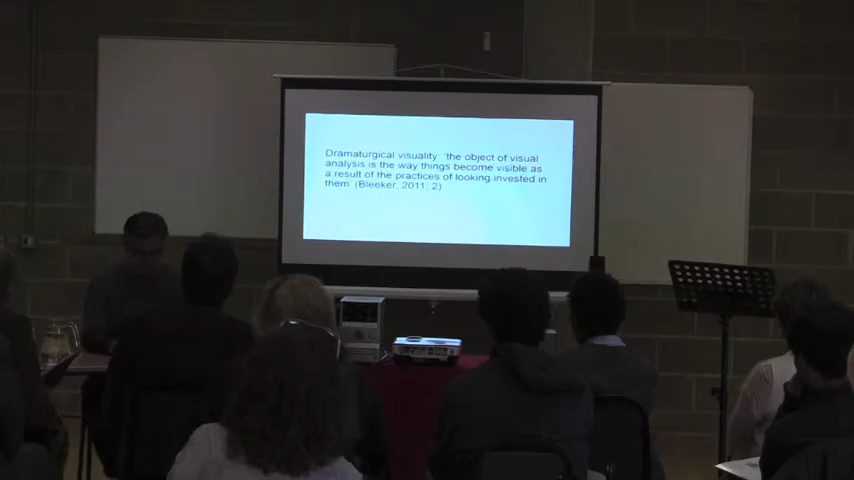 Dramaturgical visuality 'the object of visual
analysis is the way things become visible as
a result of the practices of looking invested in
them' (Bleeker, 2011, 2)